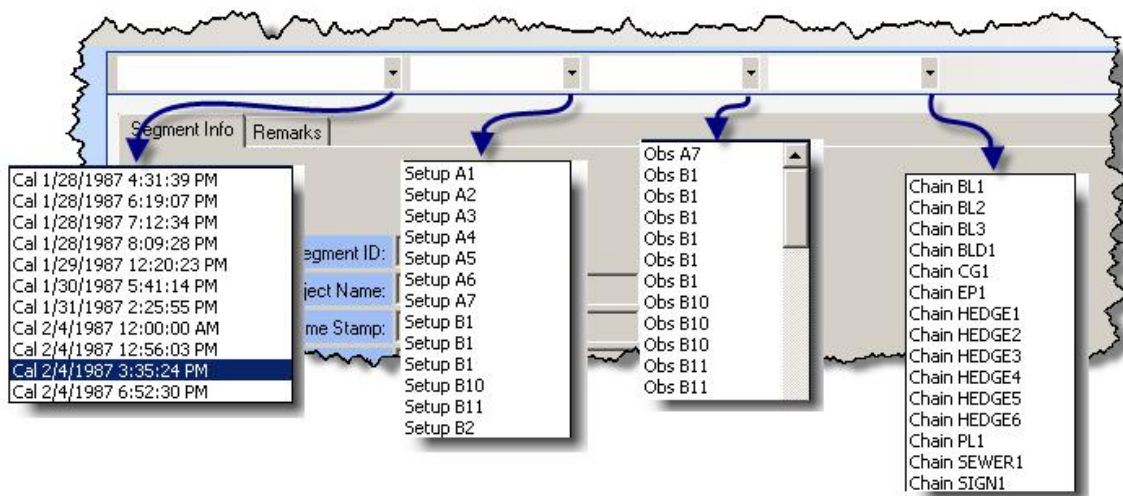 Segment Info
Remarks
Cal 1/28/1987 4:31:39 PM
Cal 1/28/1987 6:19:07 PM
Cal 1/28/1987 7:12:34 PM
Cal 1/28/1987 8:09:28 PM
Cal 1/29/1987 12:20:23 PM
Cal 1/30/1987 5:41:14 PM
Cal 1/31/1987 2:25:55 PM
Cal 2/4/1987 12:00:00 AM
Cal 2/4/1987 12:56:03 PM
Cal 2/4/1987 3:35:24 PM
Cal 2/4/1987 6:52:30 PM
egment ID:
ject Name:
me Stamp:
Setup A1
Setup A2
Setup A3
Setup A4
Setup A5
Setup A6
Setup A7
Setup B1
Setup B1
Setup B1
Setup B10
Setup B11
Setup B2
Obs A7
Obs B1
Obs B1
Obs B1
Obs B1
Obs B1
Obs B1
Obs B10
Obs B10
Obs B10
Obs B11
Obs B11
Chain BL1
Chain BL2
Chain BL3
Chain BLD1
Chain CG1
Chain EP1
Chain HEDGE1
Chain HEDGE2
Chain HEDGE3
Chain HEDGE4
Chain HEDGE5
Chain HEDGE6
Chain PL1
Chain SEWER1
Chain SIGN1